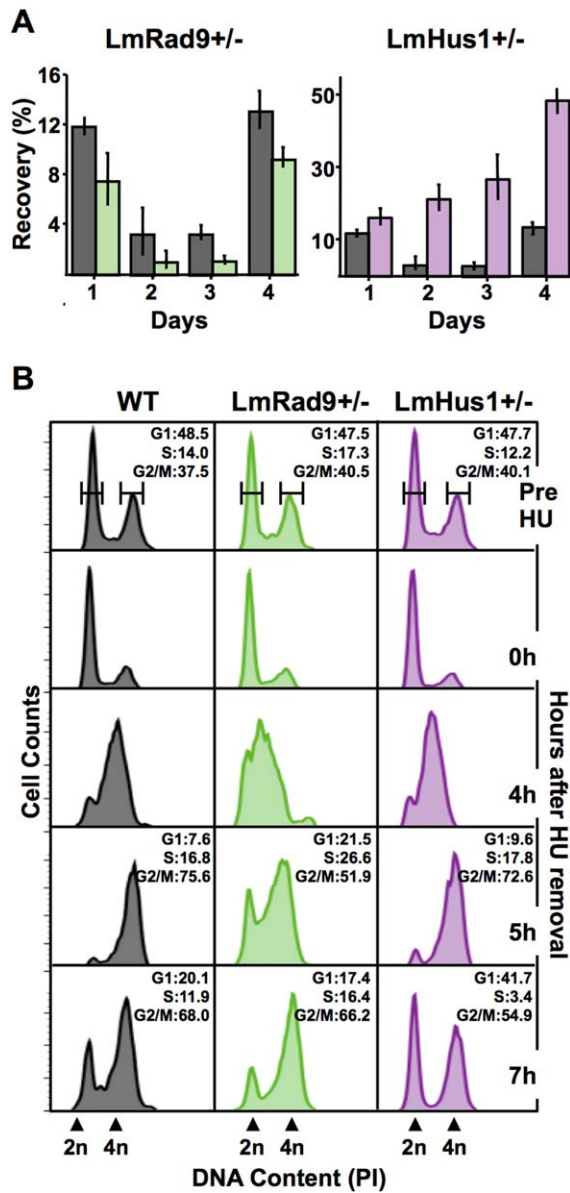 A
LmRad9+/-
LmHus1+/-
Recovery (%)
16
12
8
4
1 2 3 4
Days
50
30
10
1 2 3 4
Days
B
WT LmRad9+/- LmHus1+/-
G1:48.5
S:14.0
G2/M:37.5
G1:47.5
S:17.3
G2/M:40.5
G1:47.7
S:12.2
G2/M:40.1
Pre
HU
0h
4h
G1:7.6
S:16.8
G2/M:75.6
G1:21.5
S:26.6
G2/M:51.9
G1:9.6
S:17.8
G2/M:72.6
5h
G1:20.1
S:11.9
G2/M:68.0
G1:17.4
S:16.4
G2/M:66.2
G1:41.7
S:3.4
G2/M:54.9
7h
Cell Counts
Hours after HU removal
2n 4n 2n 4n 2n 4n
DNA Content (PI)